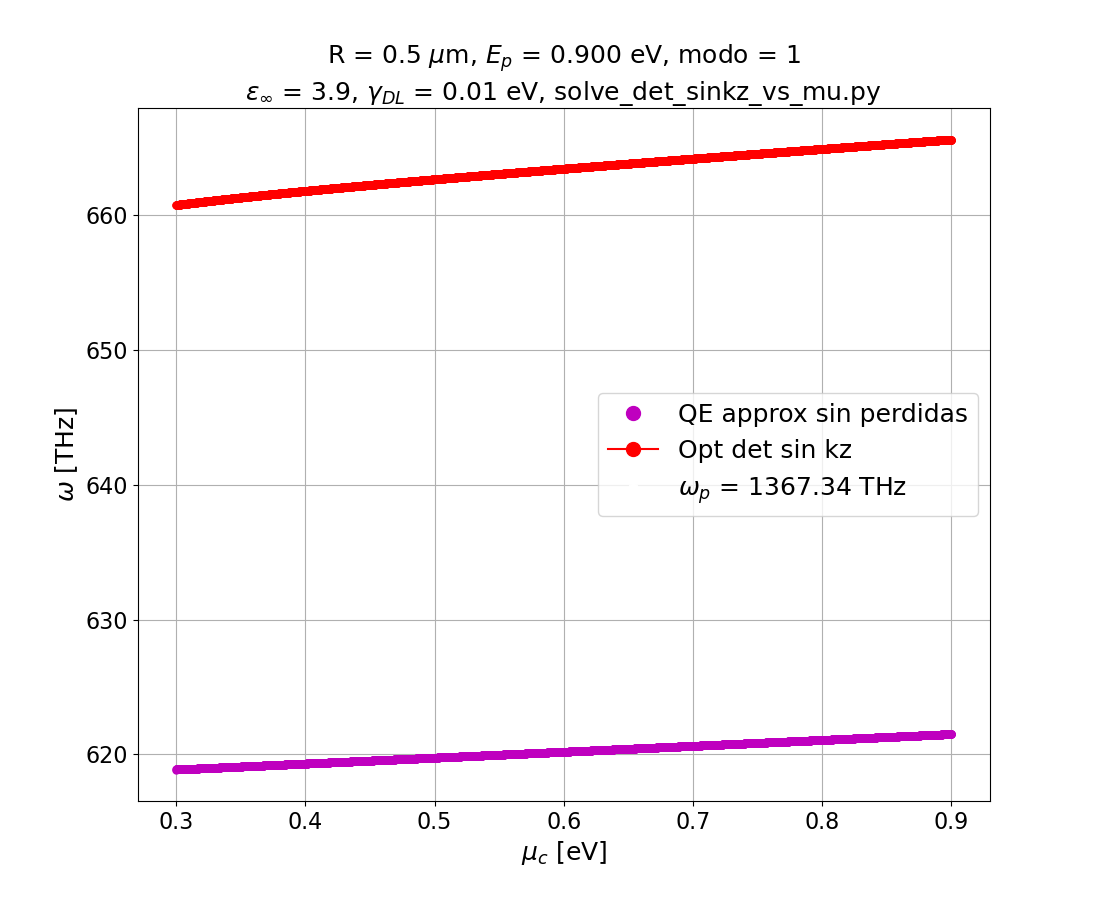 R = 0.5 μm, E_p = 0.900 eV, modo = 1
ε_∞ = 3.9, γ_DL = 0.01 eV, solve_det_sinkz_vs_mu.py
ω [THz]
660
650
640
630
620
QE approx sin perdidas
Opt det sin kz
ω_p = 1367.34 THz
0.3 0.4 0.5 0.6 0.7 0.8 0.9
μ_c [eV]